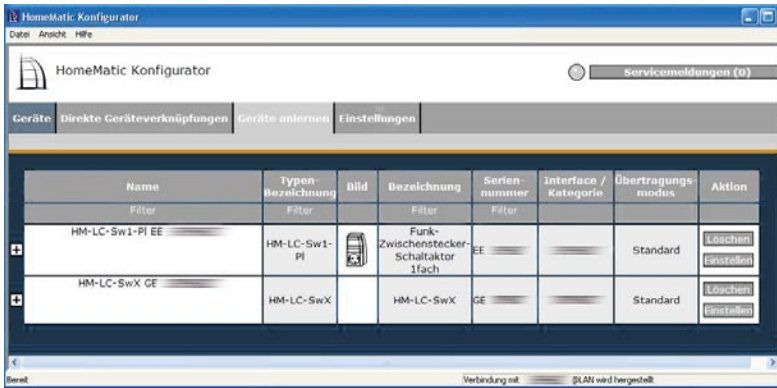 HomeMatic Konfigurator
Datei Ansicht Hilfe
HomeMatic Konfigurator
Servicemeldungen (0)
Geräte Direkte Geräteverknüpfungen Geräte anlernen Einstellungen
Name Typen-Bezeichnung Bild Bezeichnung Serien-nummer Interface / Kategorie Übertragungs-modus Aktion
Filter Filter Filter Filter
HM-LC-Sw1-Pl EE HM-LC-Sw1-Pl Funk-Zwischenstecker-Schaltaktor 1fach EE Standard Löschen Einstellen
HM-LC-SwX GE HM-LC-SwX HM-LC-SwX GE Standard Löschen Einstellen
Bereit Verbindung mit @LAN wird hergestellt